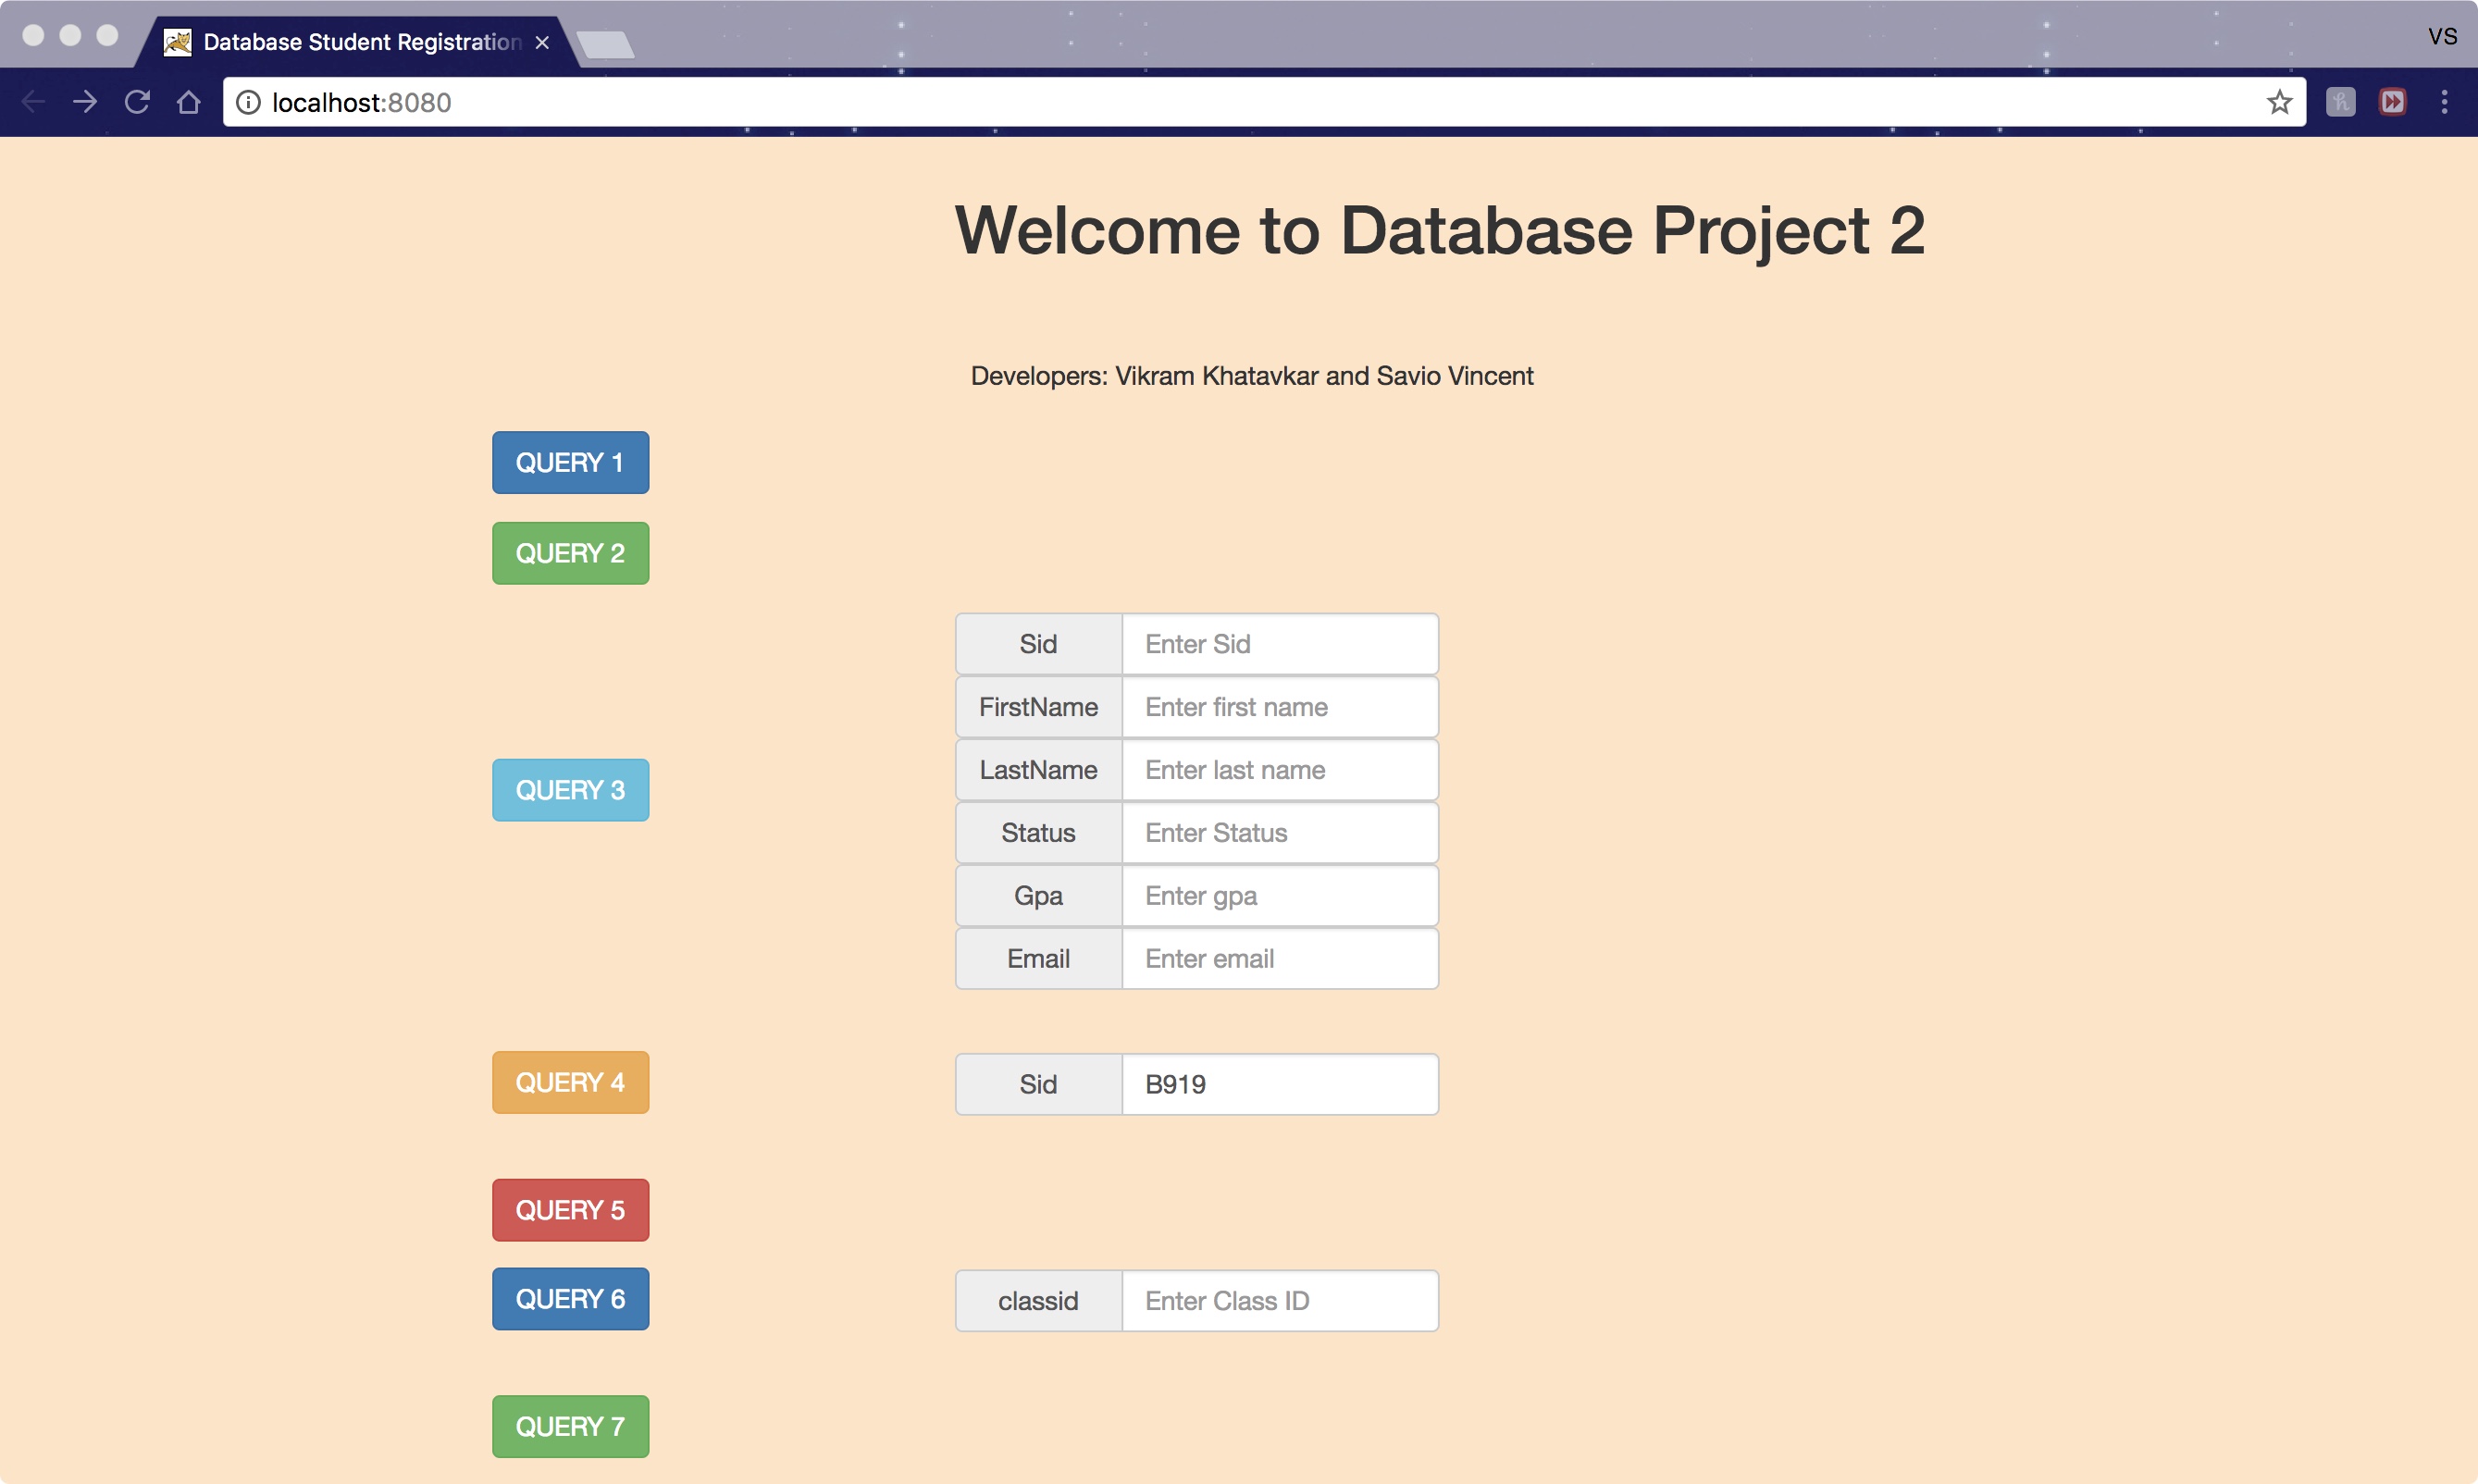 Database Student Registration
VS
localhost:8080
Welcome to Database Project 2
Developers: Vikram Khatavkar and Savio Vincent
QUERY 1
QUERY 2
Sid Enter Sid
FirstName Enter first name
LastName Enter last name
QUERY 3
Status Enter Status
Gpa Enter gpa
Email Enter email
QUERY 4 Sid B919
QUERY 5
QUERY 6 classid Enter Class ID
QUERY 7